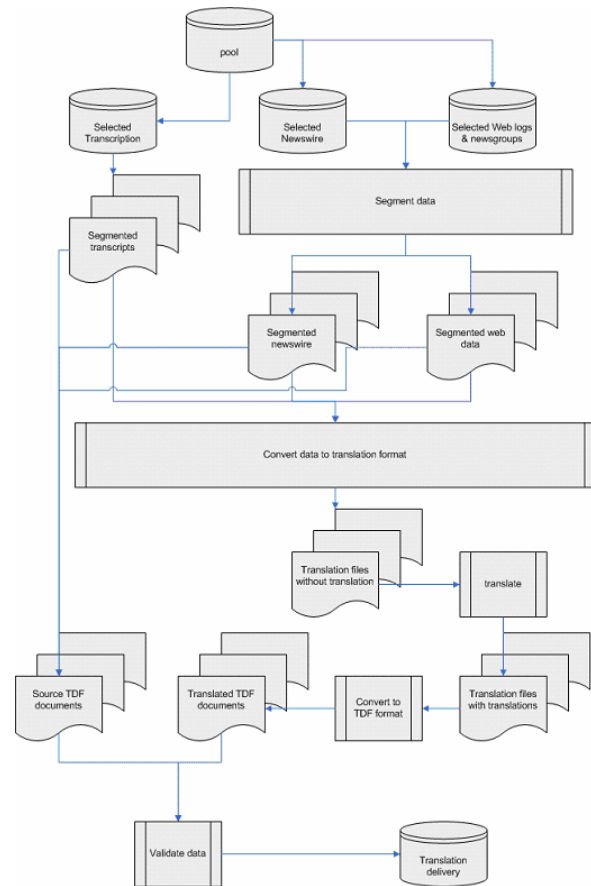 pool
Selected
Transcription
Selected
Newswire
Selected Web logs
& newsgroups
Segment data
Segmented
transcripts
Segmented
newswire
Segmented web
data
Convert data to translation format
Translation files
without translation
translate
Source TDF
documents
Translated TDF
documents
Convert to
TDF format
Translation files
with translations
Validate data
Translation
delivery